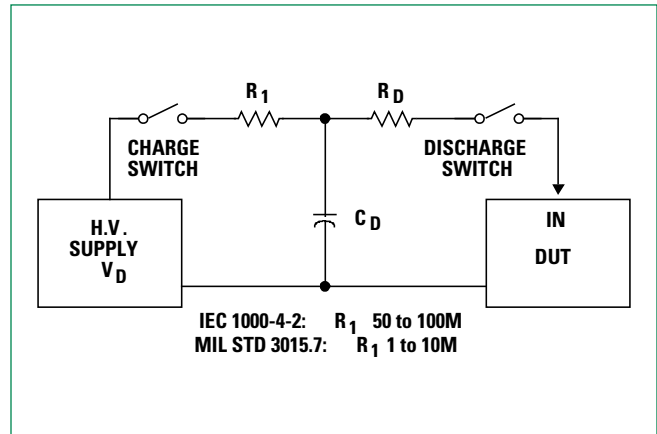 R1
RD
CHARGE
SWITCH
DISCHARGE
SWITCH
H.V.
SUPPLY
VD
CD
IN
DUT
IEC 1000-4-2: R1 50 to 100M
MIL STD 3015.7: R1 1 to 10M